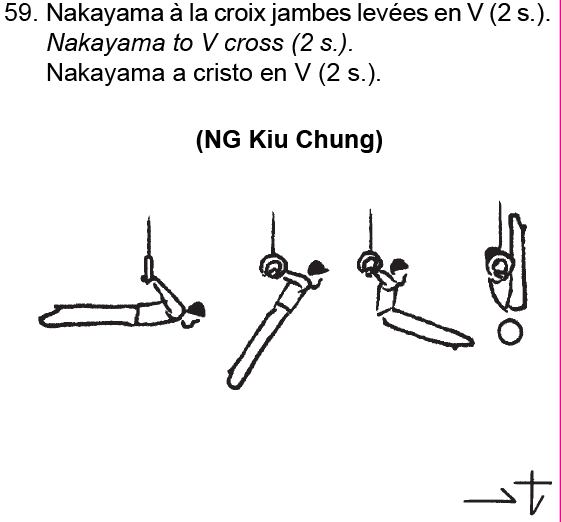 59. Nakayama à la croix jambes levées en V (2 s.).
Nakayama to V cross (2 s.).
Nakayama a cristo en V (2 s.).
(NG Kiu Chung)